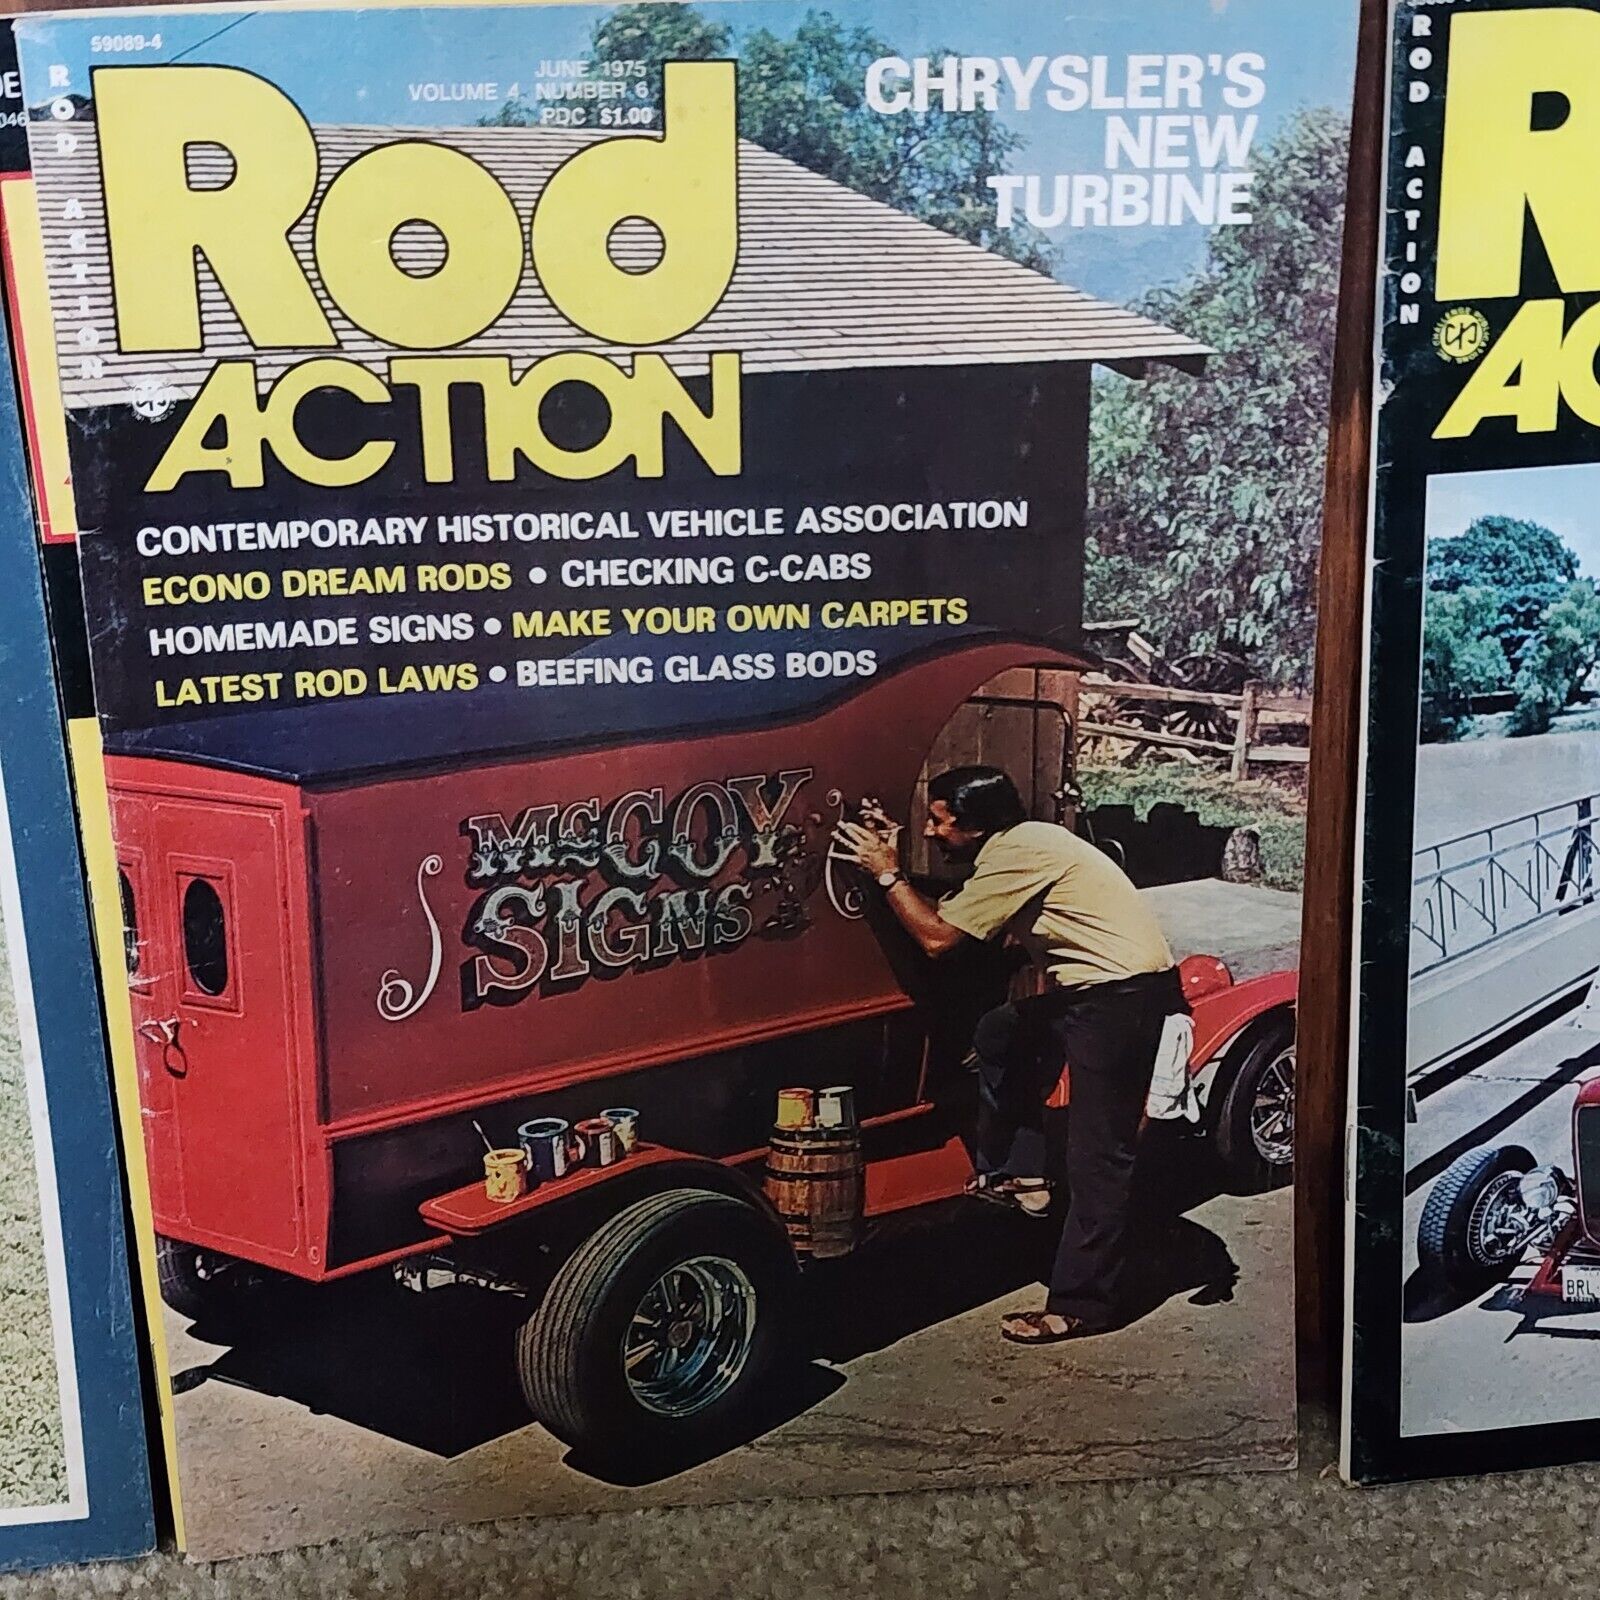 59089-4
JUNE 1975
VOLUME 4 NUMBER 6
PDC $1.00
ROD ACTION
Rod
ACTION
CHRYSLER'S
NEW
TURBINE
CONTEMPORARY HISTORICAL VEHICLE ASSOCIATION
ECONO DREAM RODS • CHECKING C-CABS
HOMEMADE SIGNS • MAKE YOUR OWN CARPETS
LATEST ROD LAWS • BEEFING GLASS BODS
McCOY
SIGNS
ROD ACTION
R
AC
BRL
046